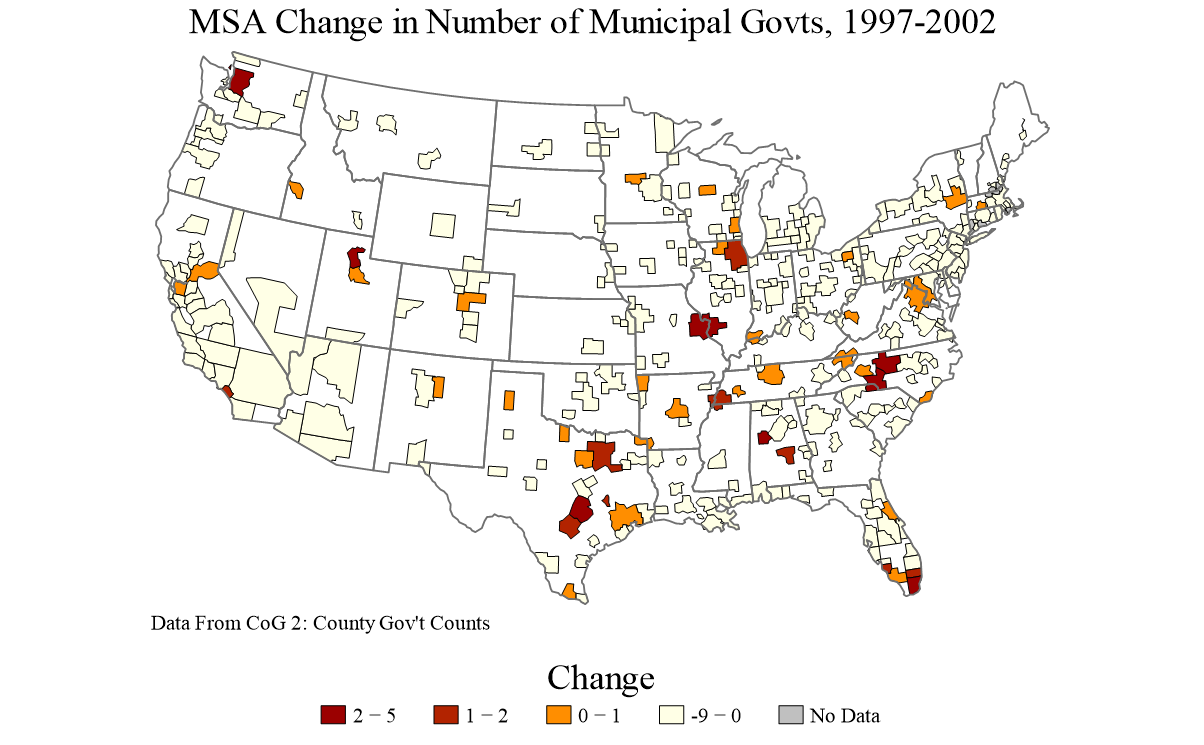 MSA Change in Number of Municipal Govts, 1997-2002
Data From CoG 2: County Gov't Counts
Change
2 − 5
1 − 2
0 − 1
-9 − 0
No Data